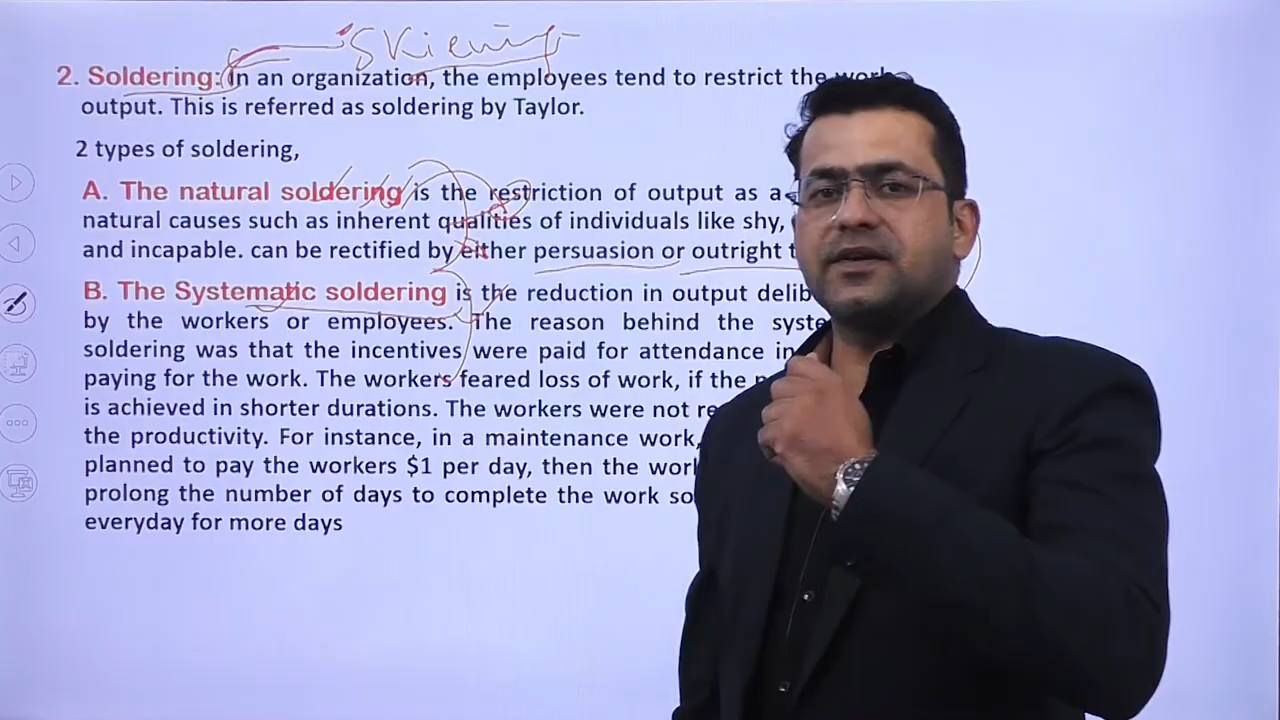 2. Soldering: In an organization, the employees tend to restrict the work
output. This is referred as soldering by Taylor.
2 types of soldering,
A. The natural soldering is the restriction of output as a
natural causes such as inherent qualities of individuals like shy,
and incapable. can be rectified by either persuasion or outright
B. The Systematic soldering is the reduction in output
by the workers or employees. The reason behind the
soldering was that the incentives were paid for attendance in
paying for the work. The workers feared loss of work, if the
is achieved in shorter durations. The workers were not
the productivity. For instance, in a maintenance work,
planned to pay the workers $1 per day, then the
prolong the number of days to complete the work so
everyday for more days